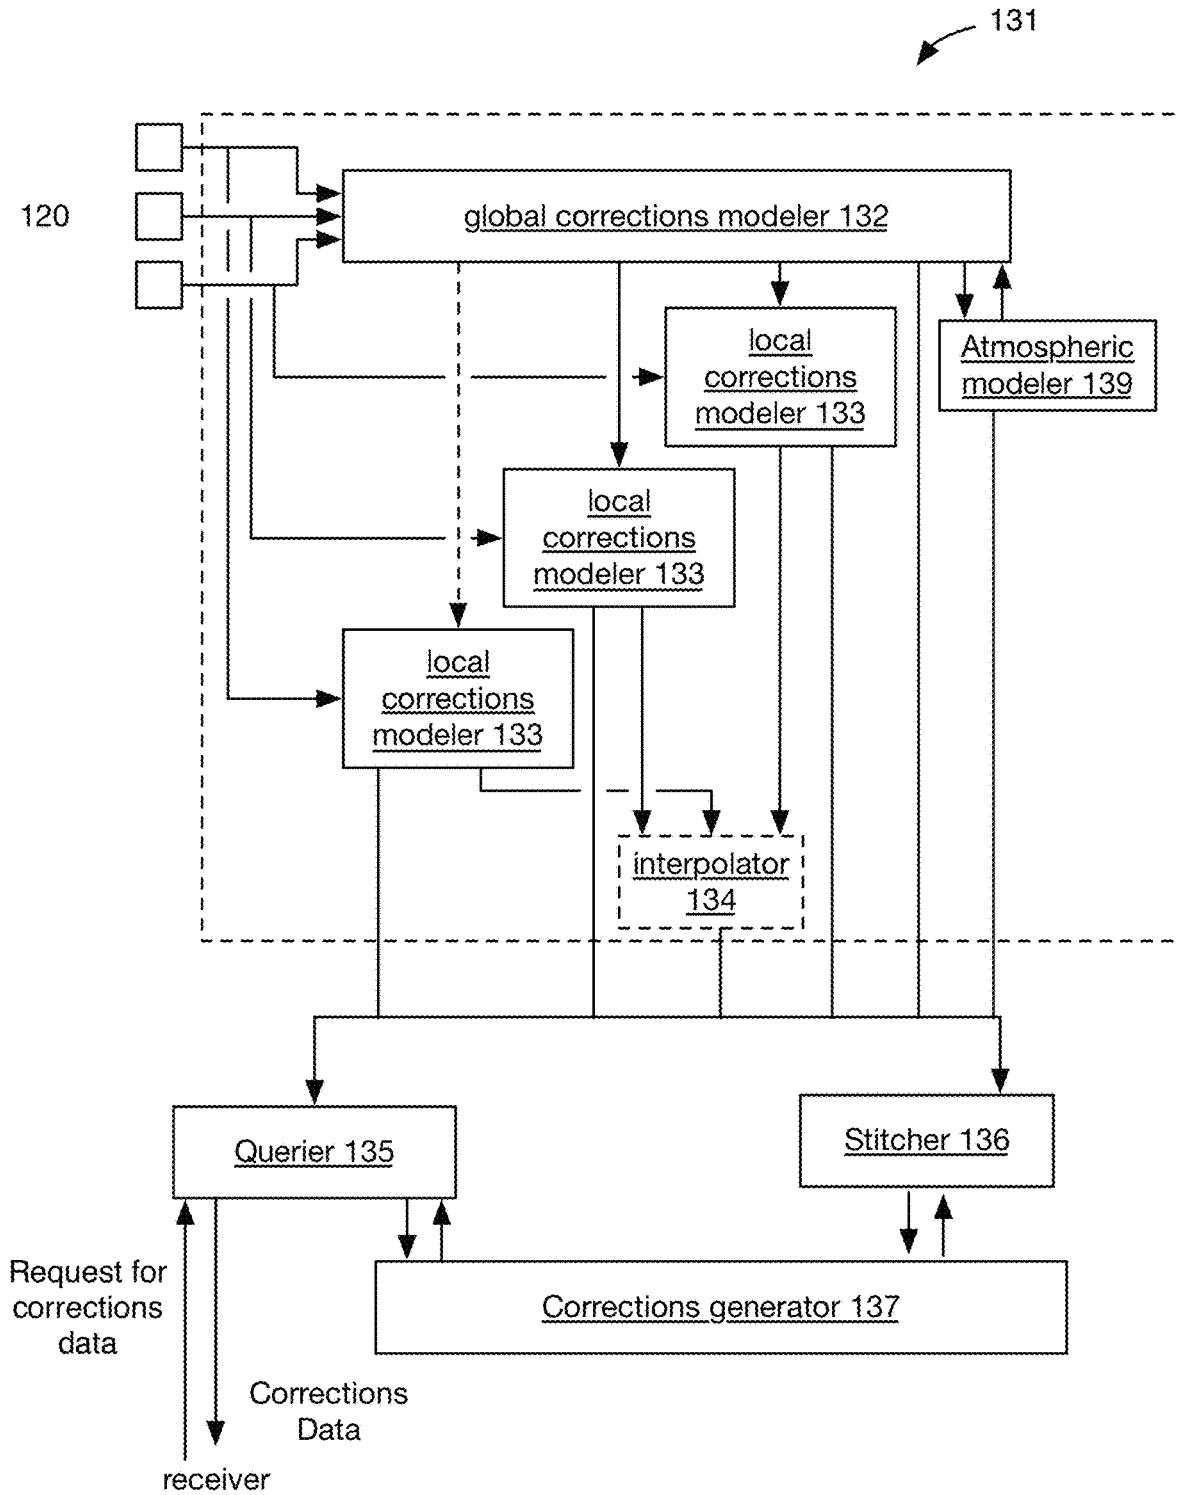 131
120
global corrections modeler 132
local
corrections
modeler 133
Atmospheric
modeler 139
local
corrections
modeler 133
local
corrections
modeler 133
interpolator
134
Querier 135
Stitcher 136
Request for
corrections
data
Corrections generator 137
Corrections
Data
receiver